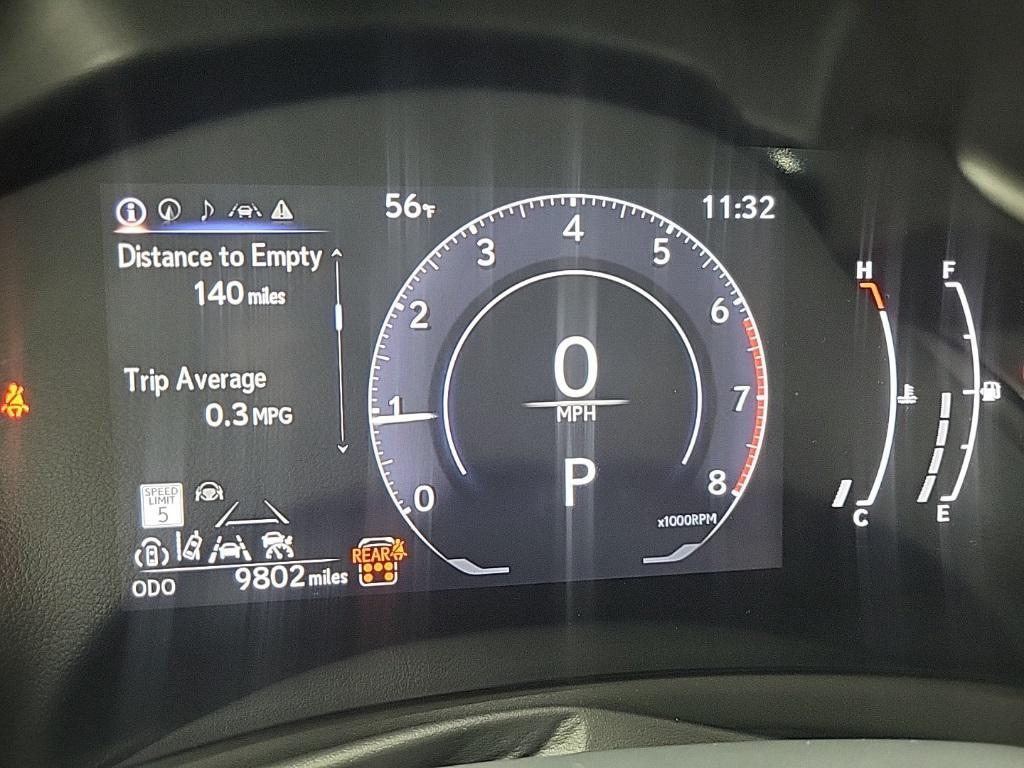 56°F
11:32
Distance to Empty
140 miles
Trip Average
0.3 MPG
SPEED
LIMIT
5
REAR
ODO 9802 miles
0 1 2 3 4 5 6 7 8
0
MPH
P
x1000RPM
H
C
F
E